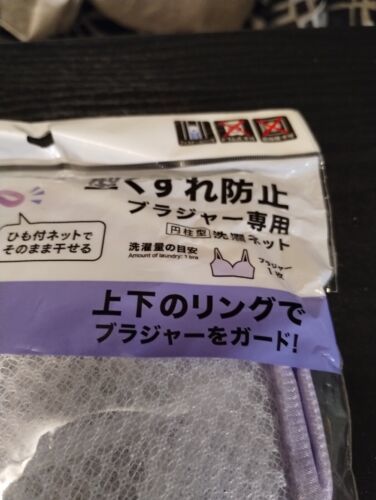 型くずれ防止
ブラジャー専用
円柱型 洗濯ネット
ひも付ネットで
そのまま干せる
洗濯量の目安
Amount of laundry: 1 bra
ブラジャー
1枚
上下のリングで
ブラジャーをガード!